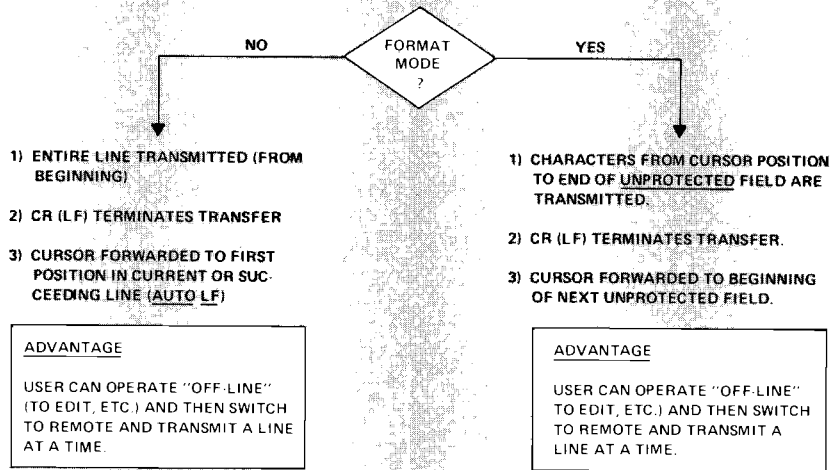 FORMAT
MODE
?
NO
YES
1) ENTIRE LINE TRANSMITTED (FROM
BEGINNING)
2) CR (LF) TERMINATES TRANSFER
3) CURSOR FORWARDED TO FIRST
POSITION IN CURRENT OR SUC-
CEEDING LINE (AUTO LF)
ADVANTAGE
USER CAN OPERATE "OFF-LINE"
(TO EDIT, ETC.) AND THEN SWITCH
TO REMOTE AND TRANSMIT A LINE
AT A TIME.
1) CHARACTERS FROM CURSOR POSITION
TO END OF UNPROTECTED FIELD ARE
TRANSMITTED.
2) CR (LF) TERMINATES TRANSFER.
3) CURSOR FORWARDED TO BEGINNING
OF NEXT UNPROTECTED FIELD.
ADVANTAGE
USER CAN OPERATE "OFF-LINE"
TO EDIT, ETC.) AND THEN SWITCH
TO REMOTE AND TRANSMIT A
LINE AT A TIME.